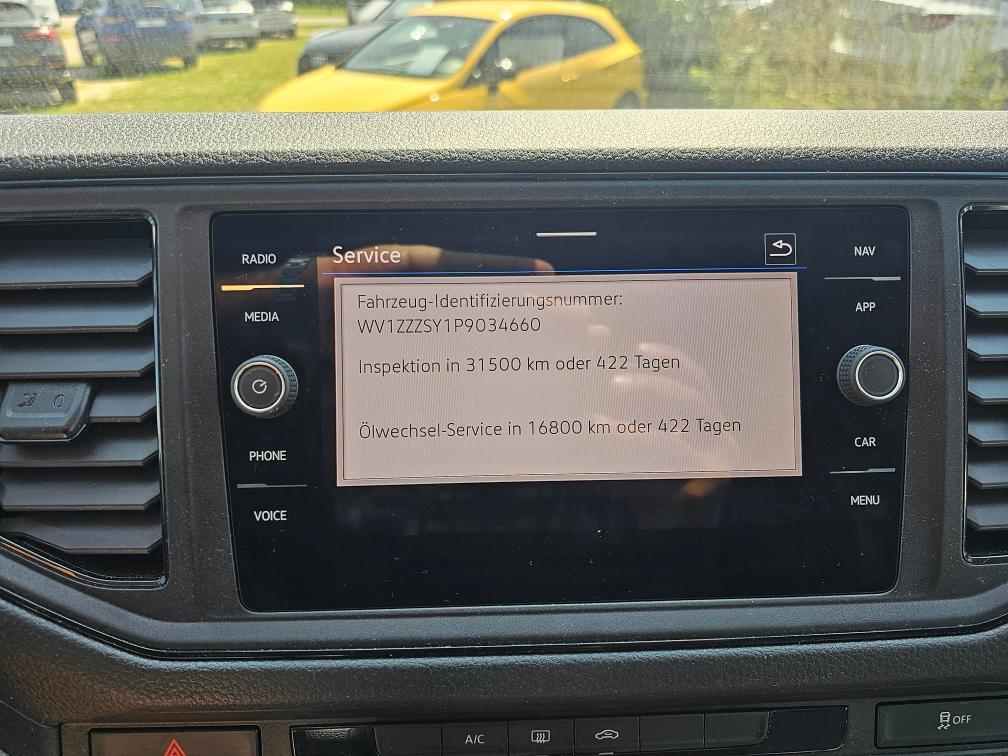 RADIO
MEDIA
PHONE
VOICE
Service
Fahrzeug-Identifizierungsnummer:
WV1ZZZSY1P9034660
Inspektion in 31500 km oder 422 Tagen
Ölwechsel-Service in 16800 km oder 422 Tagen
NAV
APP
CAR
MENU
A/C
OFF